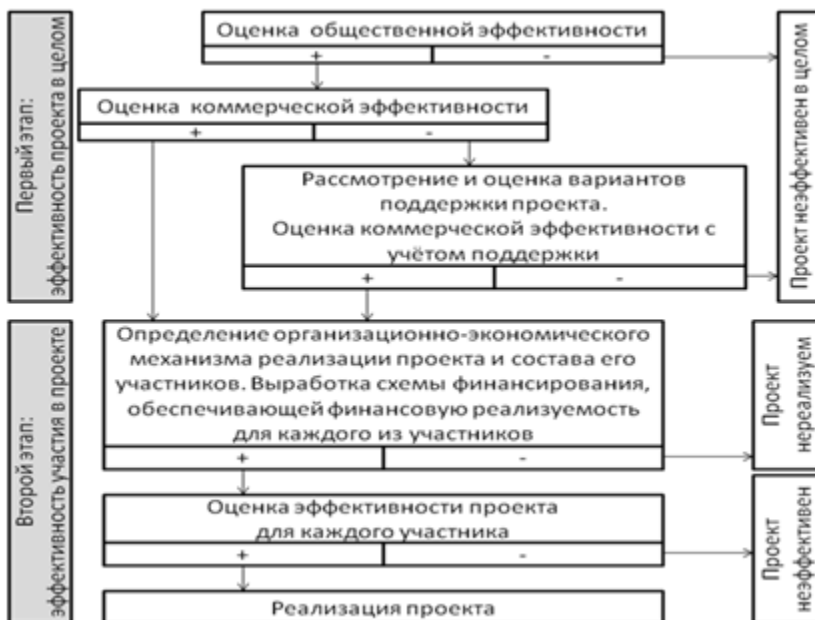 Первый этап:
эффективность проекта в целом
Оценка общественной эффективности
+ -
Оценка коммерческой эффективности
+ -
Рассмотрение и оценка вариантов
поддержки проекта.
Оценка коммерческой эффективности с
учётом поддержки
+ -
Проект неэффективен в целом
Второй этап:
эффективность участия в проекте
Определение организационно-экономического
механизма реализации проекта и состава его
участников. Выработка схемы финансирования,
обеспечивающей финансовую реализуемость
для каждого из участников
+ -
Проект
нереализуем
Оценка эффективности проекта
для каждого участника
+ -
Проект
неэффективен
Реализация проекта